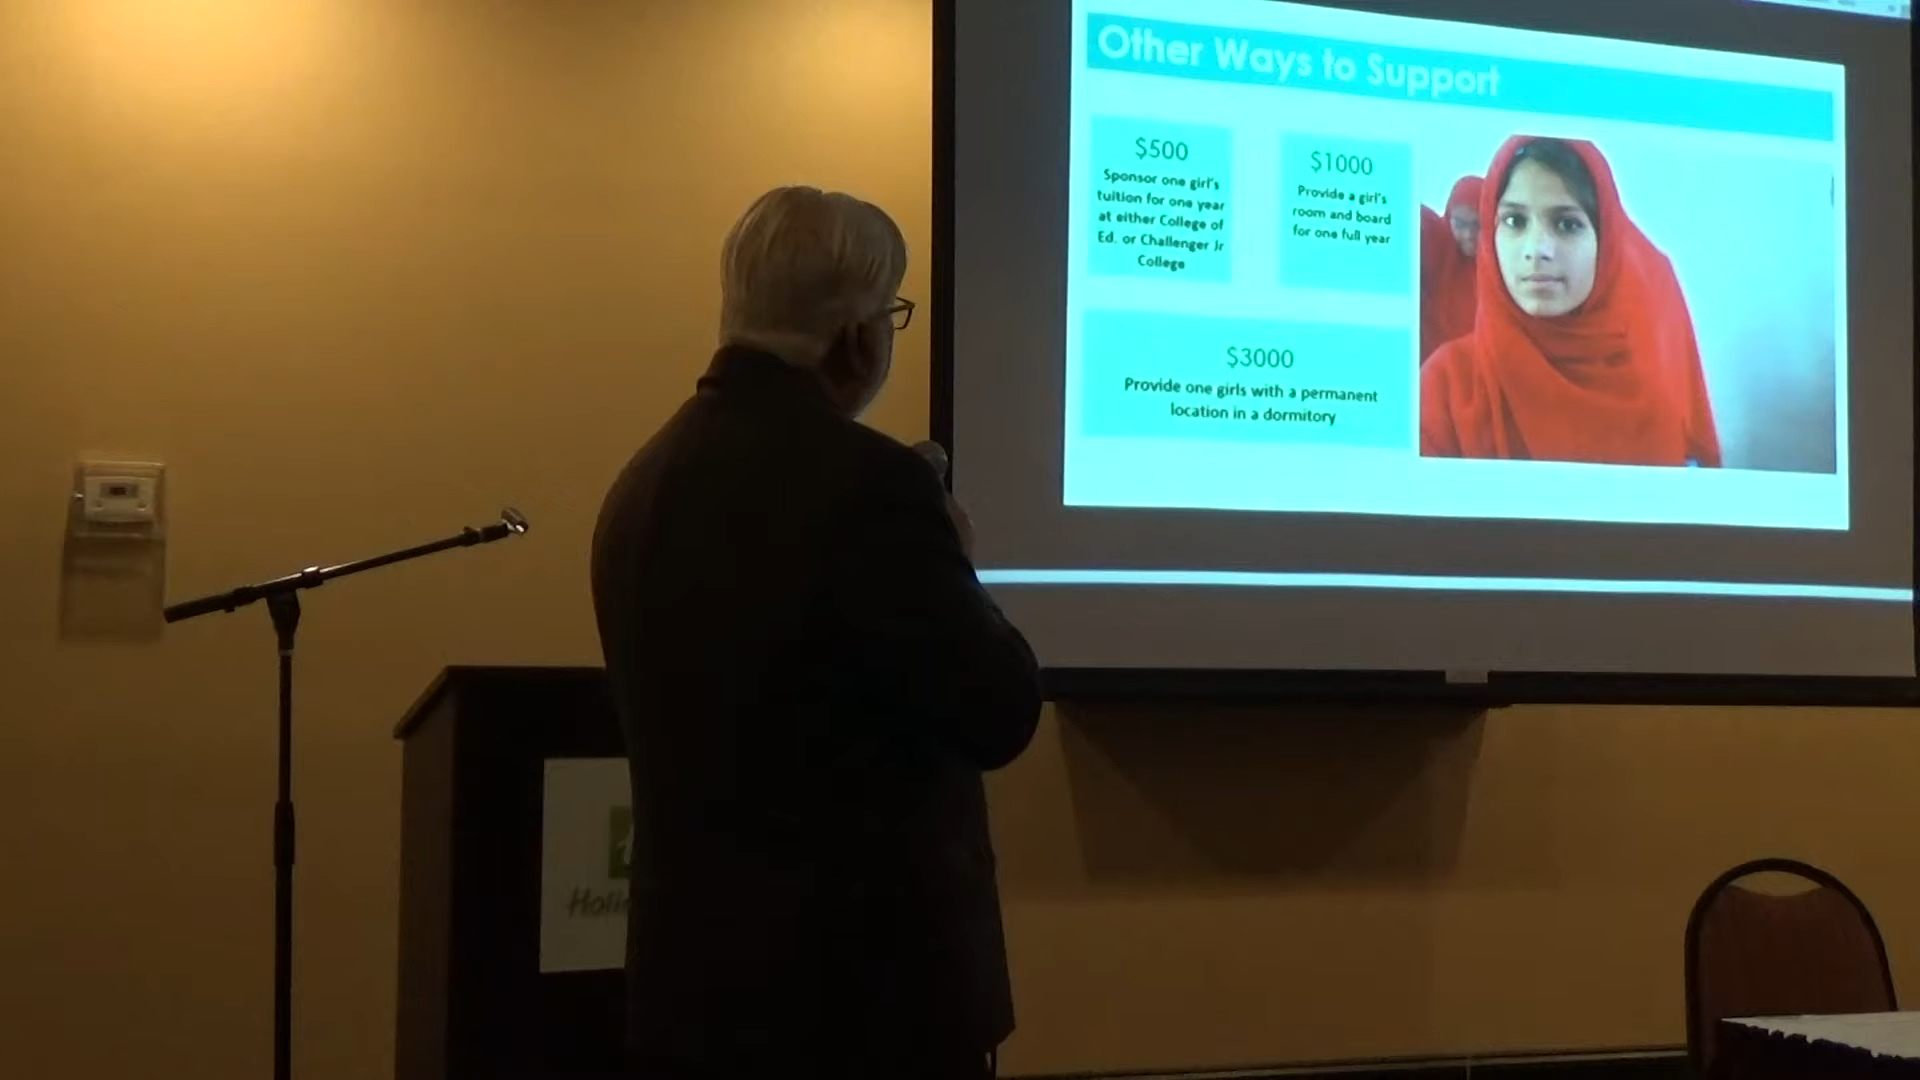 Other Ways to Support
$500
Sponsor one girl's
tuition for one year
at either College of
Ed. or Challenger Jr
College
$1000
Provide a girl's
room and board
for one full year
$3000
Provide one girls with a permanent
location in a dormitory